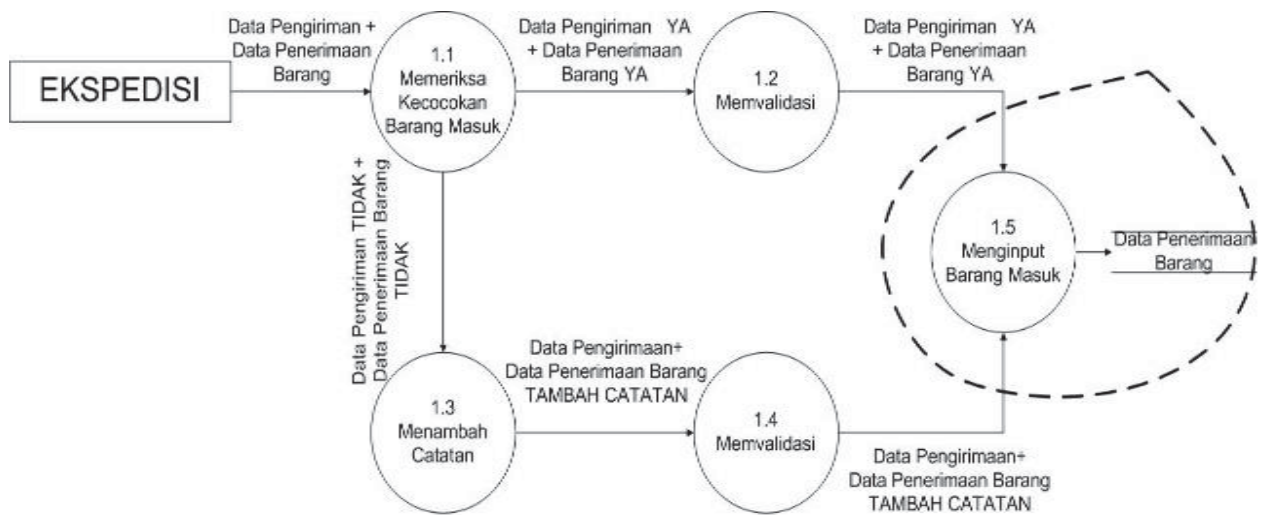 Data Pengiriman +
Data Penerimaan
Barang
EKSPEDISI
1.1
Memeriksa
Kecocokan
Barang Masuk
Data Pengiriman YA
+ Data Penerimaan
Barang YA
1.2
Memvalidasi
Data Pengiriman YA
+ Data Penerimaan
Barang YA
Data Pengiriman TIDAK +
Data Penerimaan Barang
TIDAK
1.5
Menginput
Barang Masuk
Data Penerimaan
Barang
1.3
Menambah
Catatan
Data Pengirimaan+
Data Penerimaan Barang
TAMBAH CATATAN
1.4
Memvalidasi
Data Pengirimaan+
Data Penerimaan Barang
TAMBAH CATATAN